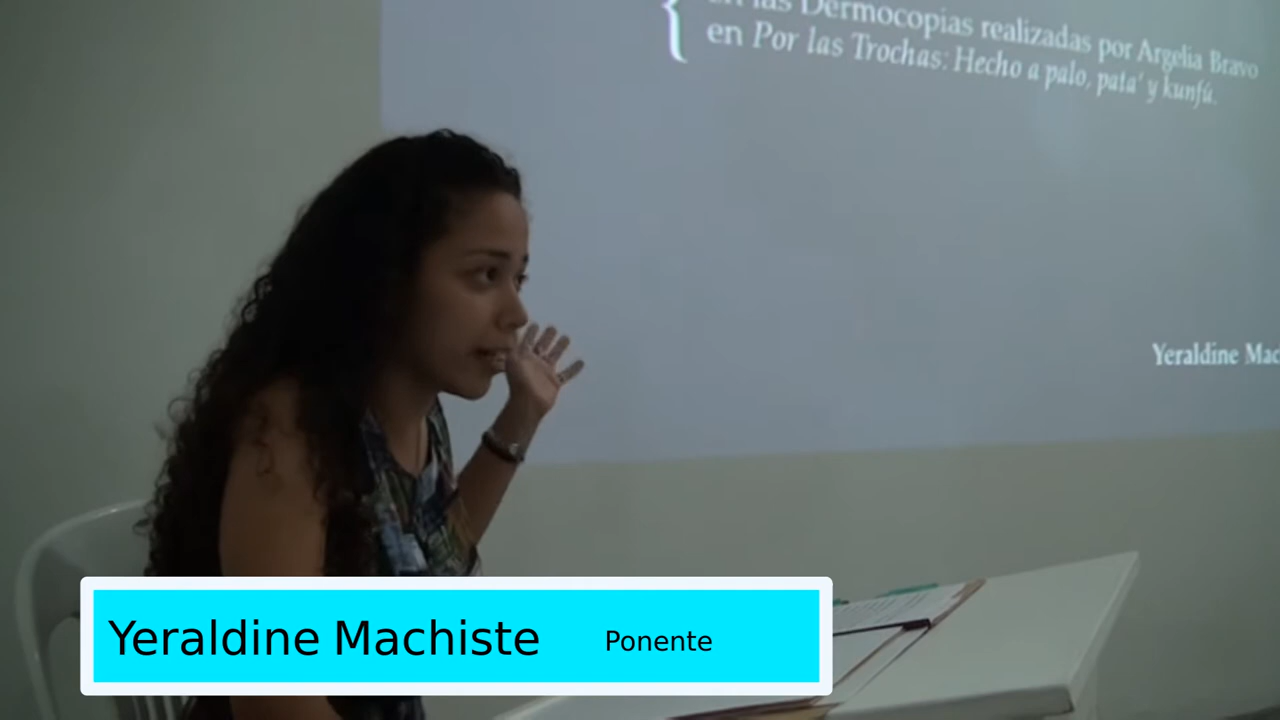 en las Dermocopias realizadas por Argelia Bravo
en Por las Trochas: Hecho a palo, pata' y kunfú.
Yeraldine Mac
Yeraldine Machiste Ponente